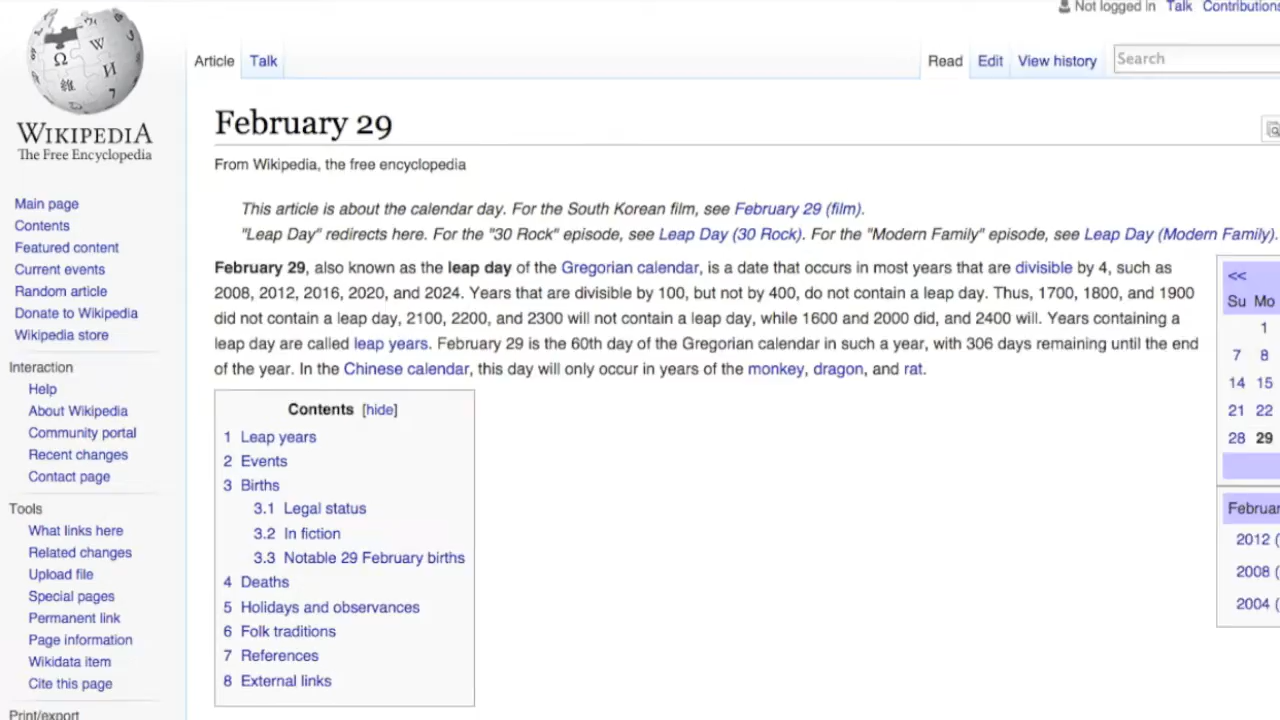 Not logged in Talk Contributions
WIKIPEDIA
The Free Encyclopedia
Main page
Contents
Featured content
Current events
Random article
Donate to Wikipedia
Wikipedia store
Interaction
Help
About Wikipedia
Community portal
Recent changes
Contact page
Tools
What links here
Related changes
Upload file
Special pages
Permanent link
Page information
Wikidata item
Cite this page
Print/export
Article Talk
Read Edit View history Search
February 29
From Wikipedia, the free encyclopedia
This article is about the calendar day. For the South Korean film, see February 29 (film).
"Leap Day" redirects here. For the "30 Rock" episode, see Leap Day (30 Rock). For the "Modern Family" episode, see Leap Day (Modern Family).
February 29, also known as the leap day of the Gregorian calendar, is a date that occurs in most years that are divisible by 4, such as
2008, 2012, 2016, 2020, and 2024. Years that are divisible by 100, but not by 400, do not contain a leap day. Thus, 1700, 1800, and 1900
did not contain a leap day, 2100, 2200, and 2300 will not contain a leap day, while 1600 and 2000 did, and 2400 will. Years containing a
leap day are called leap years. February 29 is the 60th day of the Gregorian calendar in such a year, with 306 days remaining until the end
of the year. In the Chinese calendar, this day will only occur in years of the monkey, dragon, and rat.
Contents [hide]
1 Leap years
2 Events
3 Births
3.1 Legal status
3.2 In fiction
3.3 Notable 29 February births
4 Deaths
5 Holidays and observances
6 Folk traditions
7 References
8 External links
<<
Su Mo
1
7 8
14 15
21 22
28 29
Februar
2012 (
2008 (
2004 (